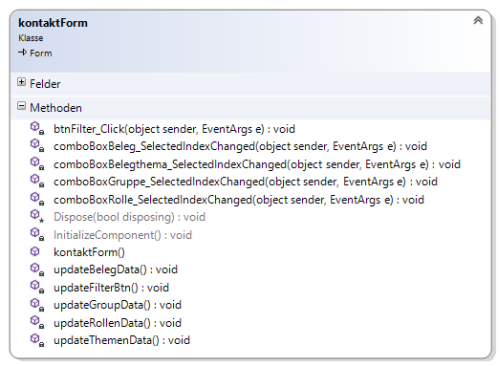 kontaktForm
Klasse
Form
Felder
Methoden
btnFilter_Click(object sender, EventArgs e) : void
comboBoxBeleg_SelectedIndexChanged(object sender, EventArgs e) : void
comboBoxBelegthema_SelectedIndexChanged(object sender, EventArgs e) : void
comboBoxGruppe_SelectedIndexChanged(object sender, EventArgs e) : void
comboBoxRolle_SelectedIndexChanged(object sender, EventArgs e) : void
Dispose(bool disposing) : void
InitializeComponent() : void
kontaktForm()
updateBelegData() : void
updateFilterBtn() : void
updateGroupData() : void
updateRollenData() : void
updateThemenData() : void